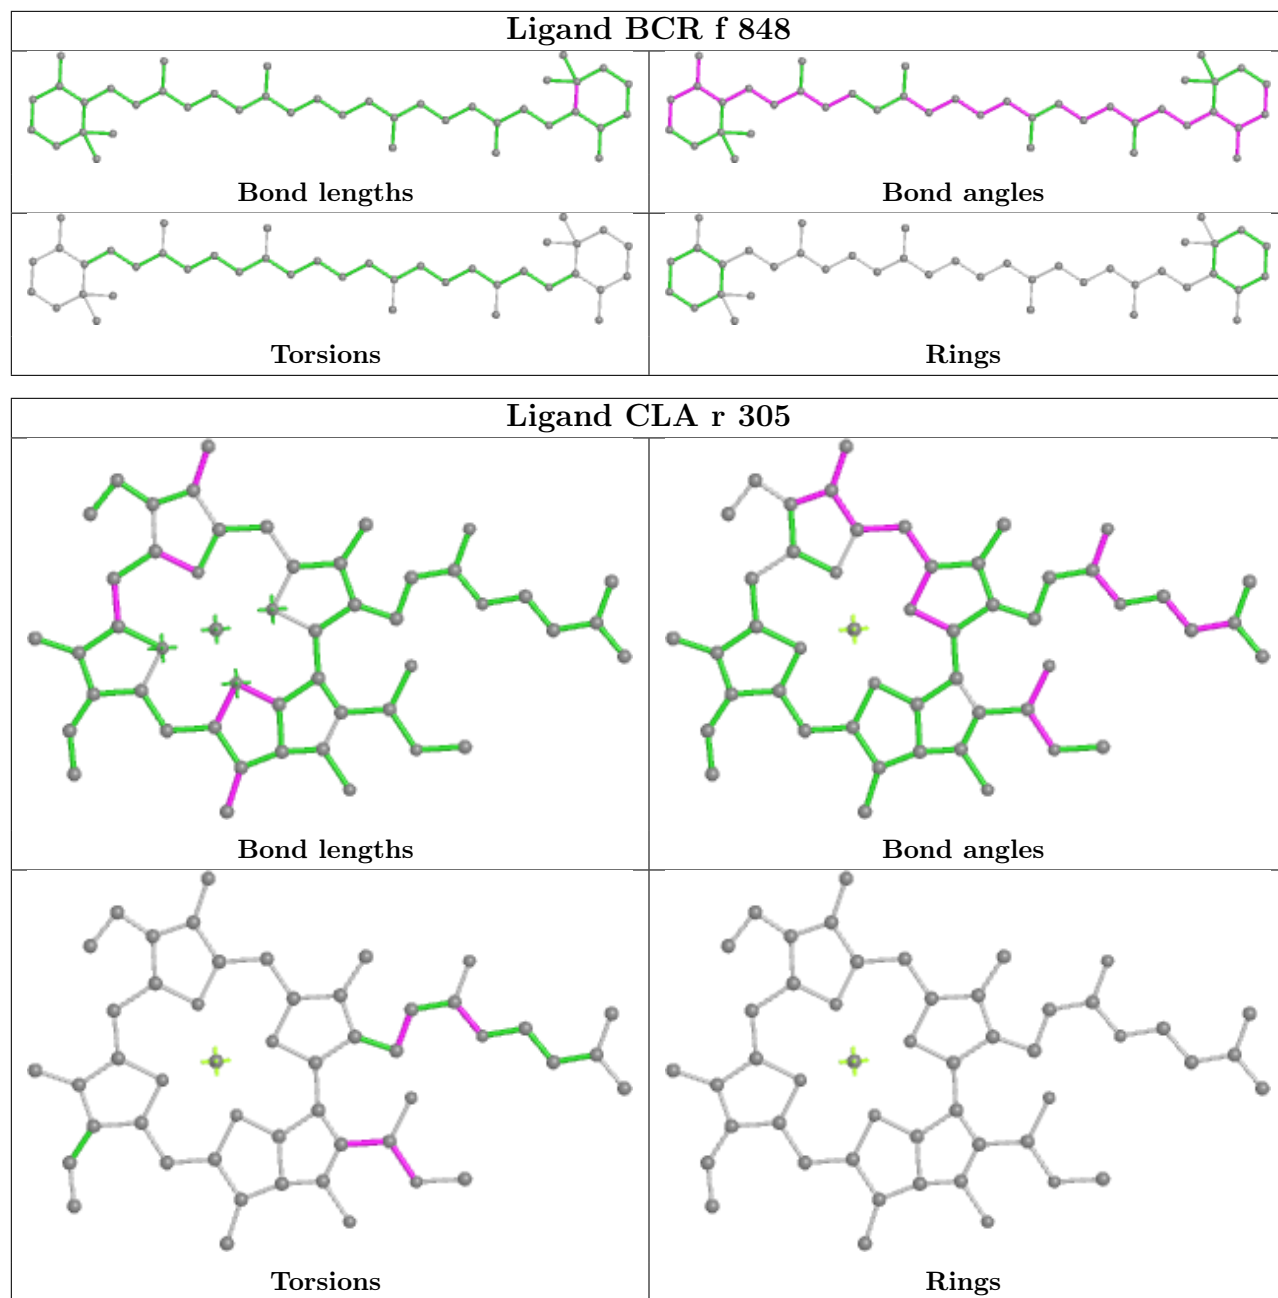 Ligand BCR f 848
Bond lengths
Bond angles
Torsions
Rings
Ligand CLA r 305
Bond lengths
Bond angles
Torsions
Rings